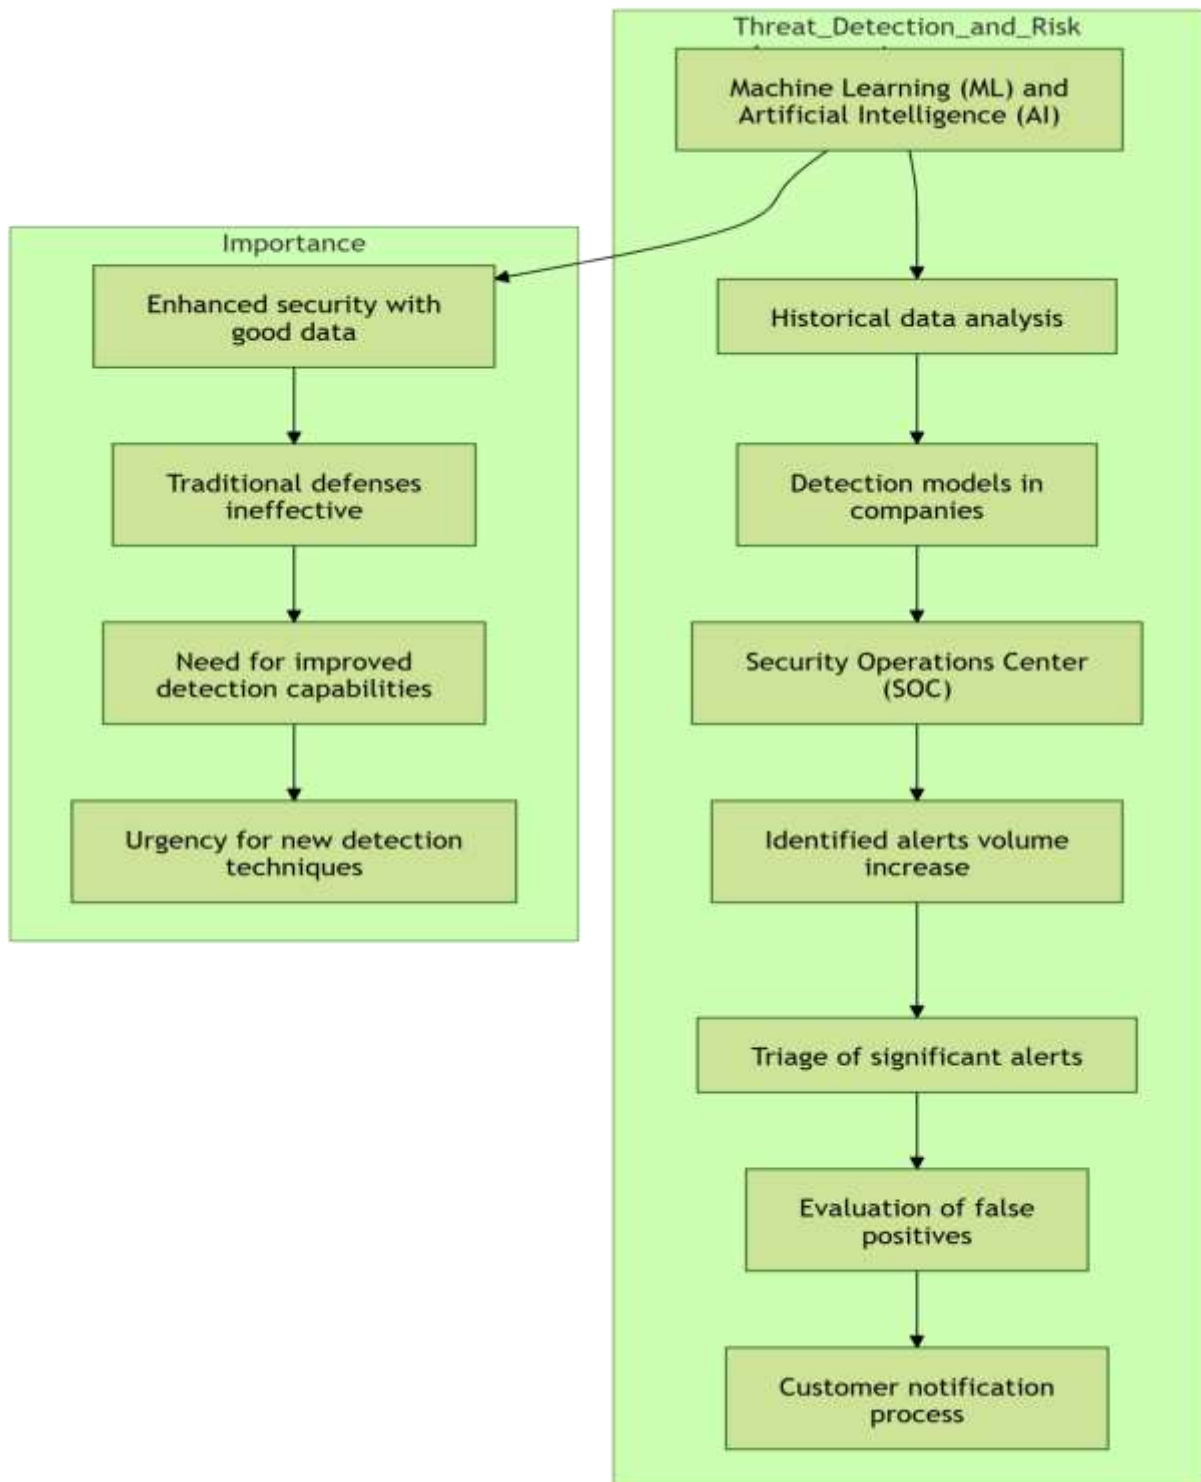 Threat_Detection_and_Risk
Machine Learning (ML) and
Artificial Intelligence (AI)
Importance
Enhanced security with
good data
Traditional defenses
ineffective
Need for improved
detection capabilities
Urgency for new detection
techniques
Historical data analysis
Detection models in
companies
Security Operations Center
(SOC)
Identified alerts volume
increase
Triage of significant alerts
Evaluation of false
positives
Customer notification
process